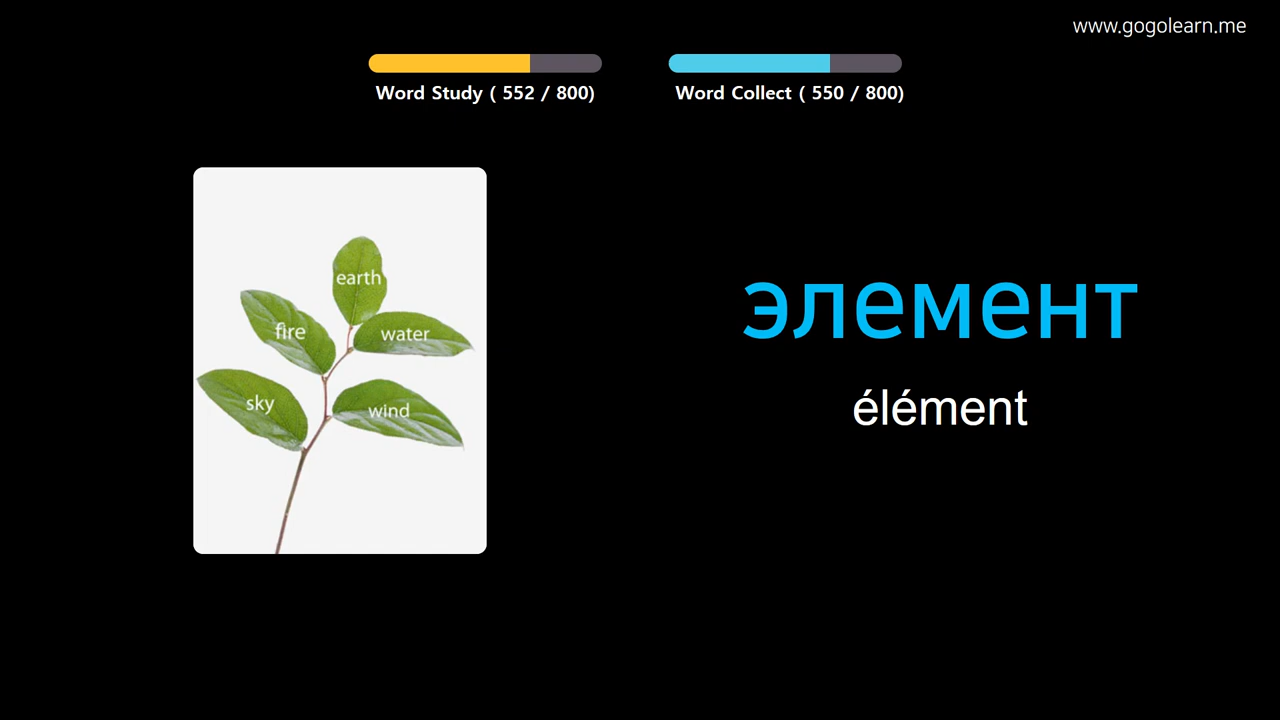 www.gogolearn.me
Word Study ( 552 / 800)
Word Collect ( 550 / 800)
earth
fire
water
sky
wind
элемент
élément